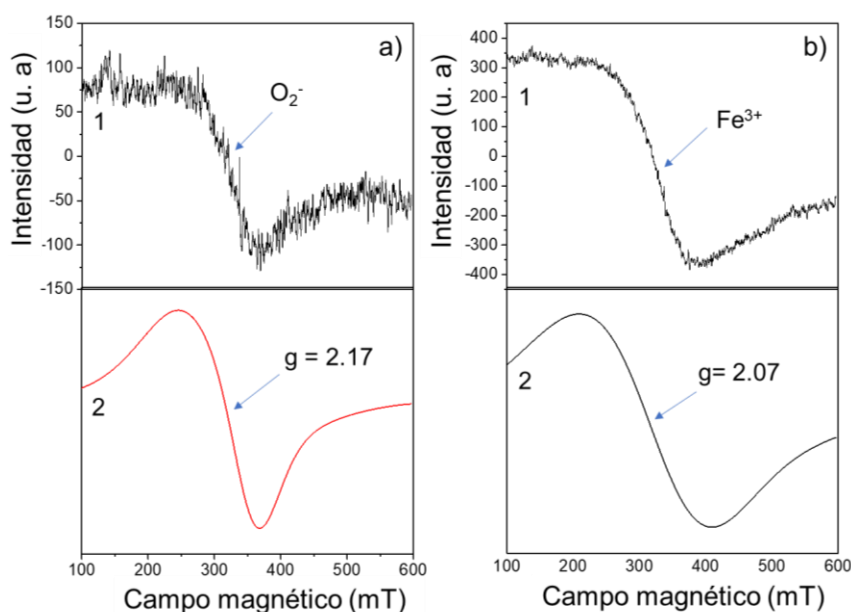 a)
Intensidad (u. a)
150
100
50
0
-50
-100
-150
1
O₂⁻
2
g = 2.17
100 200 300 400 500 600
Campo magnético (mT)
b)
Intensidad (u. a)
400
300
200
100
0
-100
-200
-300
-400
1
Fe³⁺
2
g= 2.07
100 200 300 400 500 600
Campo magnético (mT)